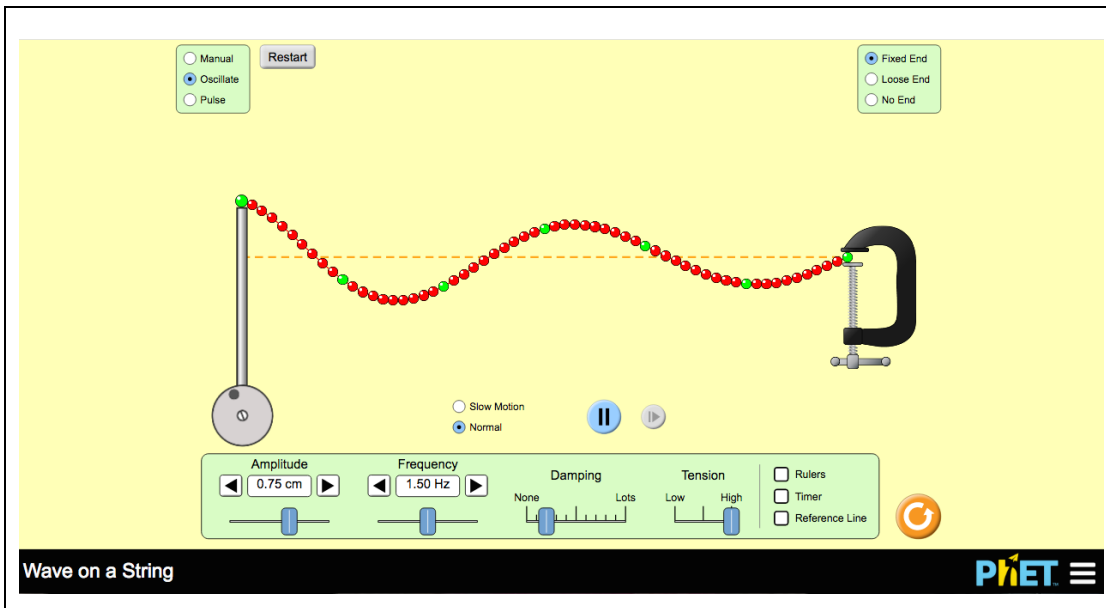 Manual
Oscillate
Pulse
Restart
Fixed End
Loose End
No End
Slow Motion
Normal
Amplitude
0.75 cm
Frequency
1.50 Hz
Damping
None Lots
Tension
Low High
Rulers
Timer
Reference Line
Wave on a String
PhET